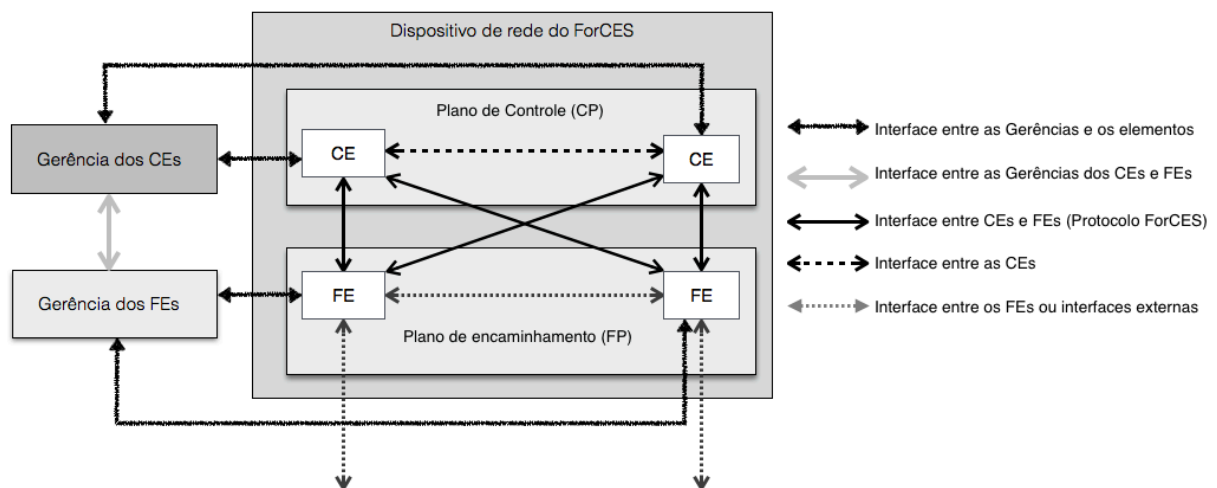 Dispositivo de rede do ForCES
Plano de Controle (CP)
Gerência dos CEs
CE
CE
Gerência dos FEs
FE
FE
Plano de encaminhamento (FP)
Interface entre as Gerências e os elementos
Interface entre as Gerências dos CEs e FEs
Interface entre CEs e FEs (Protocolo ForCES)
Interface entre as CEs
Interface entre os FEs ou interfaces externas